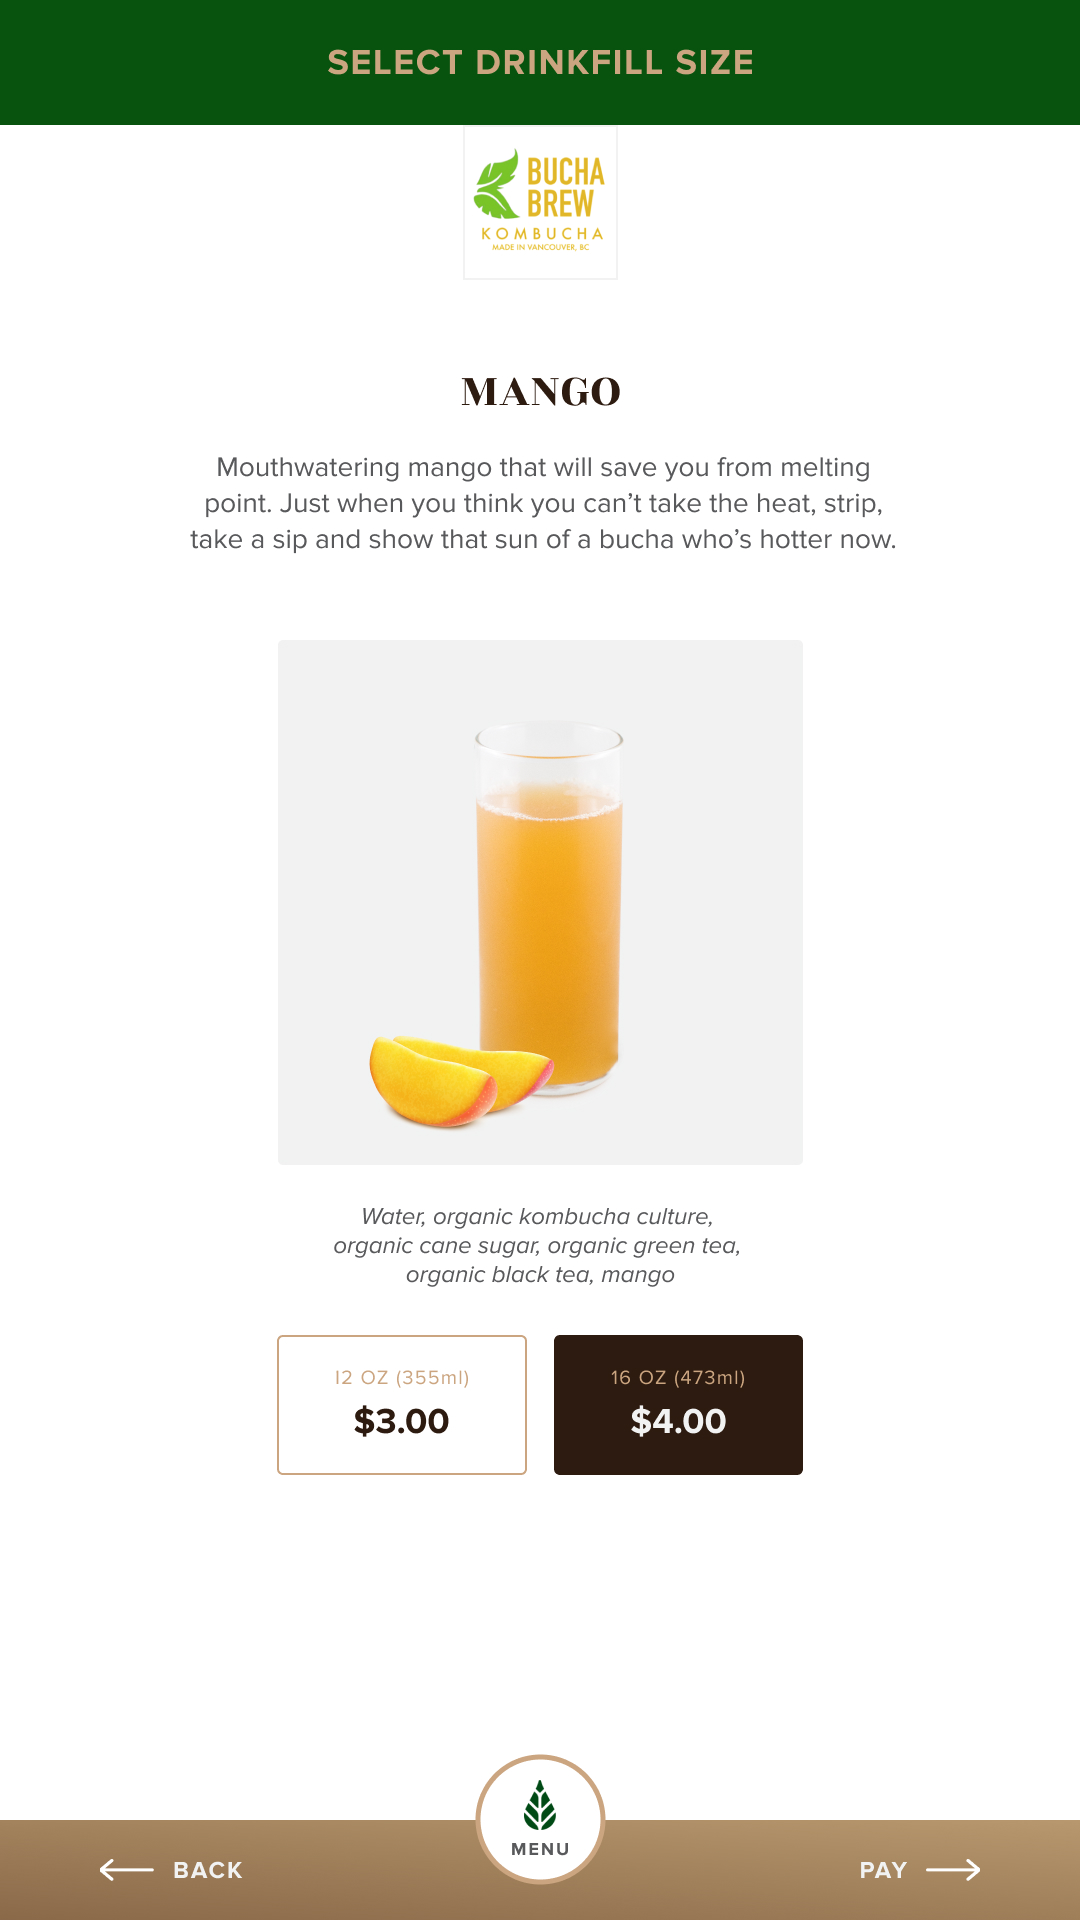 SELECT DRINKFILL SIZE
BUCHA
BREW
KOMBUCHA
MADE IN VANCOUVER, BC
MANGO
Mouthwatering mango that will save you from melting
point. Just when you think you can’t take the heat, strip,
take a sip and show that sun of a bucha who’s hotter now.
Water, organic kombucha culture,
organic cane sugar, organic green tea,
organic black tea, mango
12 OZ (355ml)
$3.00
16 OZ (473ml)
$4.00
MENU
BACK
PAY